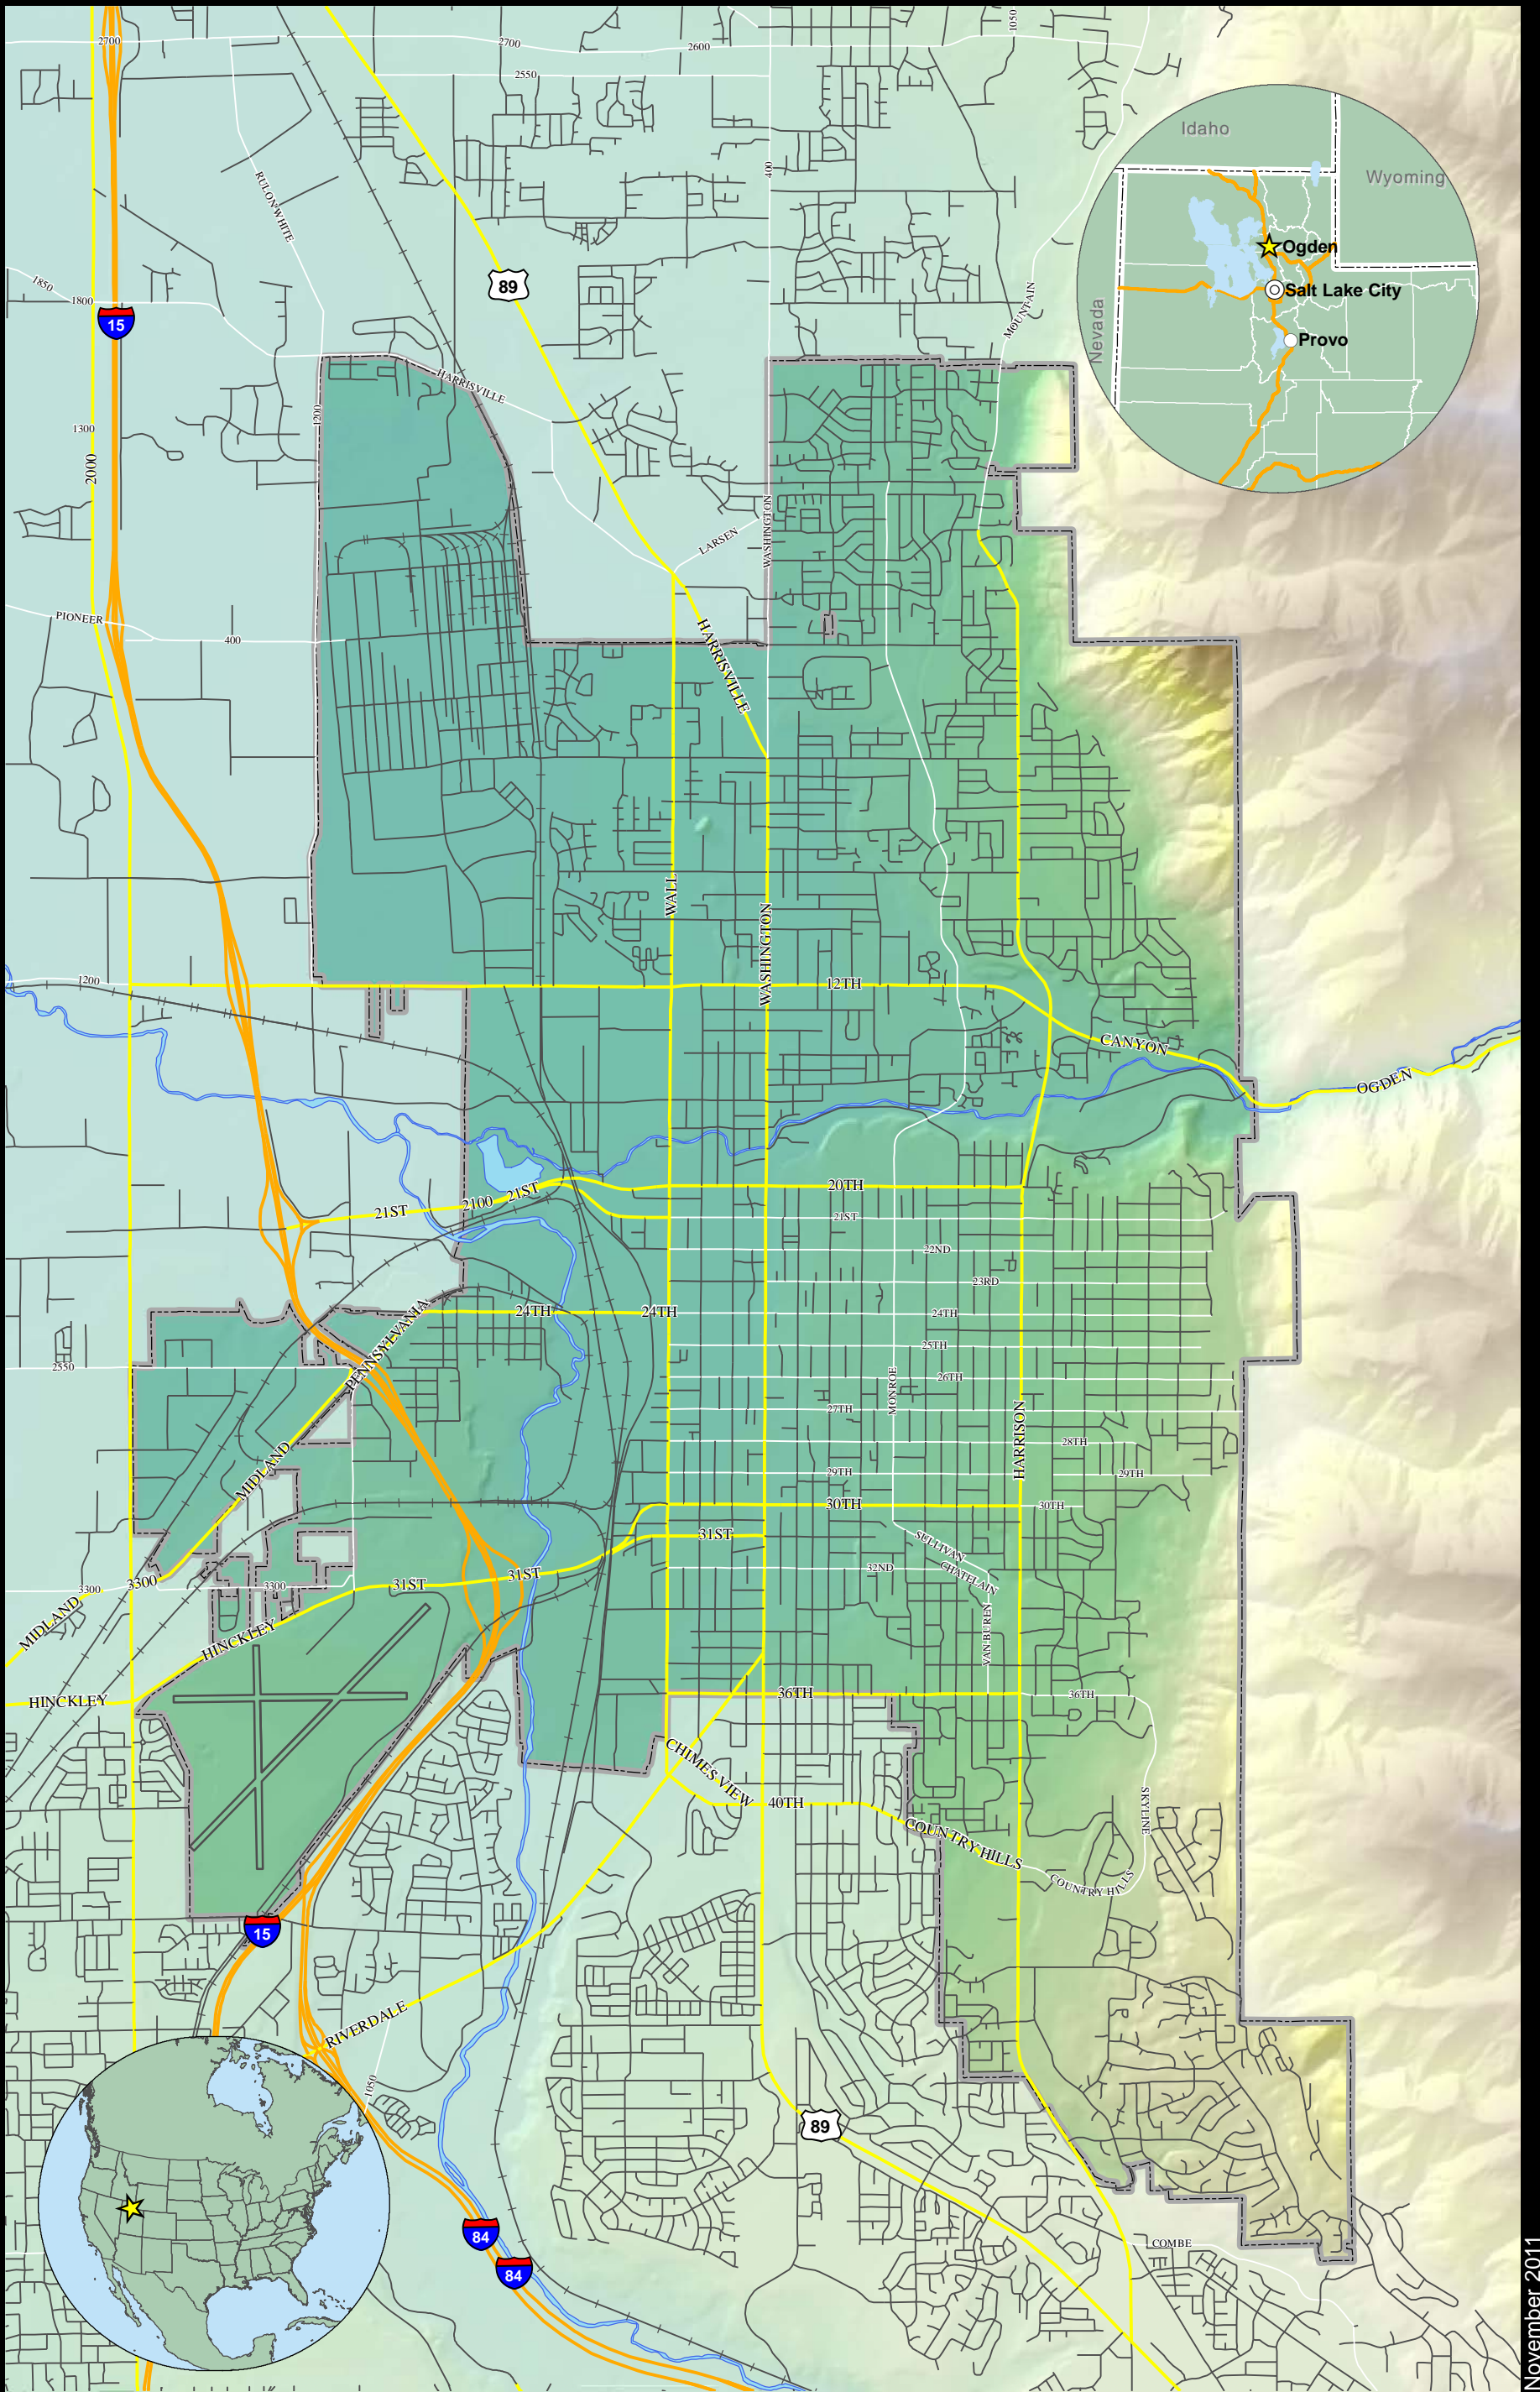 2700
2700
2600
1050
2550
Idaho
Wyoming
400
RULON WHITE
Ogden
1850
89
Salt Lake City
1800
15
MOUNTAIN
Nevada
Provo
HARRISVILLE
1200
1300
2000
WASHINGTON
LARSEN
PIONEER
400
HARRISVILLE
WALL
WASHINGTON
1200
12TH
CANYON
OGDEN
21ST
2100
21ST
20TH
21ST
22ND
23RD
24TH
24TH
24TH
PENNSYLVANIA
25TH
2550
26TH
MONROE
27TH
HARRISON
28TH
MIDLAND
29TH
29TH
30TH
30TH
31ST
SULLIVAN
32ND
CHATELAIN
31ST
31ST
3300
3300
3300
MIDLAND
VAN BUREN
HINCKLEY
HINCKLEY
36TH
36TH
CHIMES VIEW
40TH
SKYLINE
COUNTRY HILLS
COUNTRY HILLS
15
RIVERDALE
1050
89
84
84
COMBE
November 2011